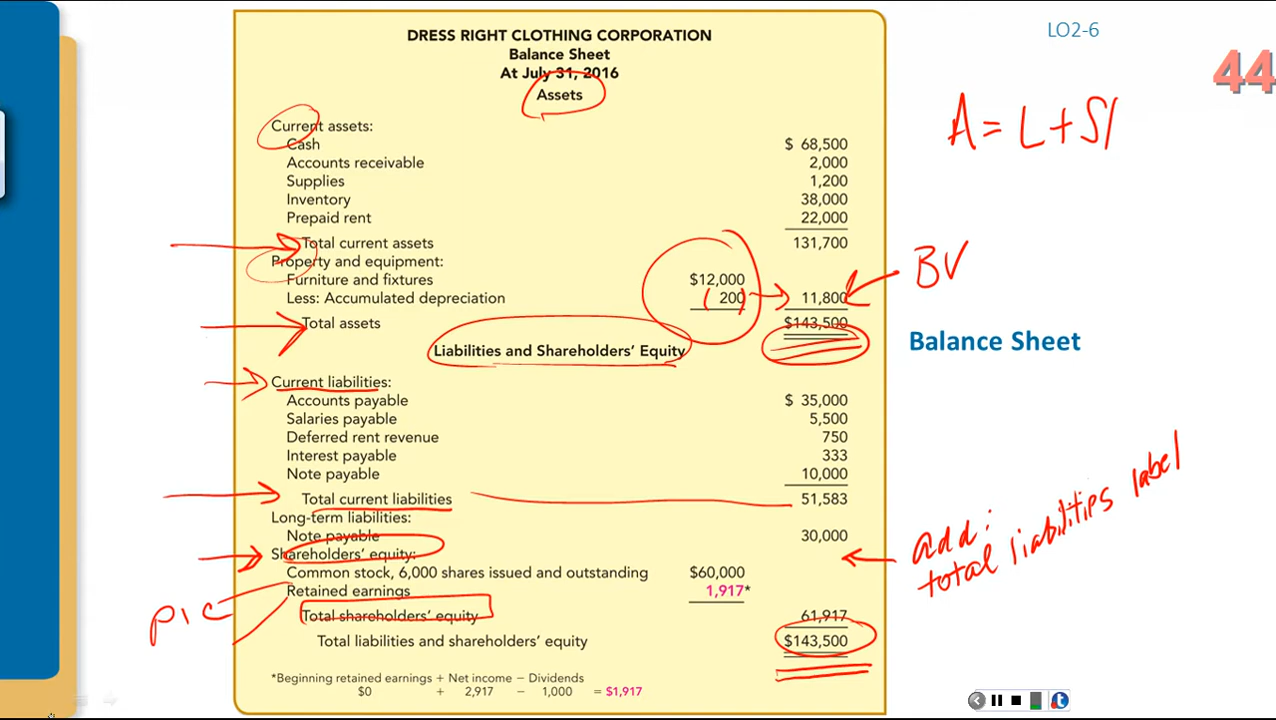 LO2-6
44
DRESS RIGHT CLOTHING CORPORATION
Balance Sheet
At July 31, 2016
Assets
A = L + S/
Current assets:
Cash $ 68,500
Accounts receivable 2,000
Supplies 1,200
Inventory 38,000
Prepaid rent 22,000
Total current assets 131,700
Property and equipment:
BV
Furniture and fixtures $12,000
Less: Accumulated depreciation (200) 11,800
Total assets $143,500
Balance Sheet
Liabilities and Shareholders' Equity
Current liabilities:
Accounts payable $ 35,000
Salaries payable 5,500
Deferred rent revenue 750
Interest payable 333
Note payable 10,000
Total current liabilities 51,583
Long-term liabilities:
Note payable 30,000
add:
total liabilities label
Shareholders' equity:
Common stock, 6,000 shares issued and outstanding $60,000
Retained earnings 1,917*
PIC
Total shareholders' equity 61,917
Total liabilities and shareholders' equity $143,500
*Beginning retained earnings + Net income − Dividends
$0 + 2,917 − 1,000 = $1,917